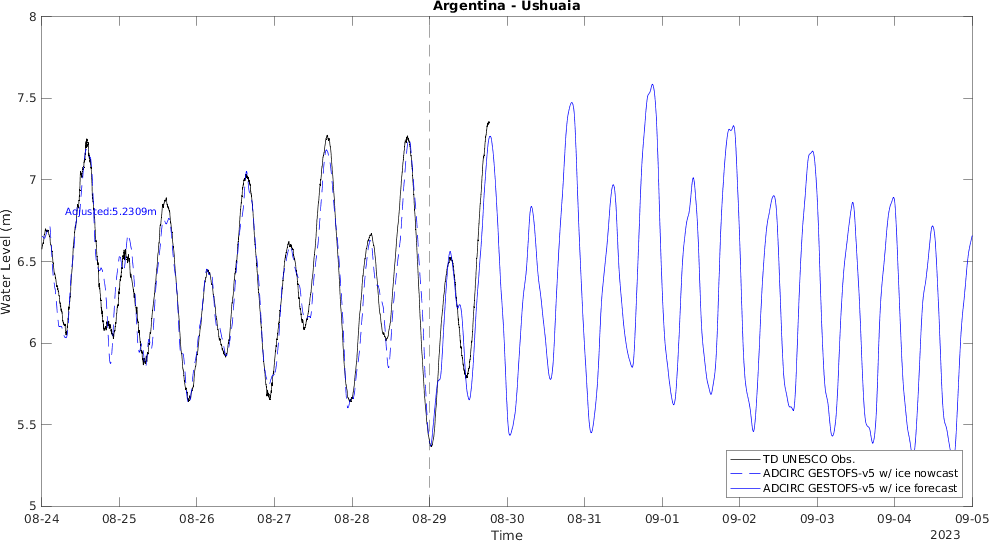 Argentina - Ushuaia
8
7.5
7
6.5
6
5.5
5
Water Level (m)
Adjusted:5.2309m
TD UNESCO Obs.
ADCIRC GESTOFS-v5 w/ ice nowcast
ADCIRC GESTOFS-v5 w/ ice forecast
08-24 08-25 08-26 08-27 08-28 08-29 08-30 08-31 09-01 09-02 09-03 09-04 09-05
Time
2023